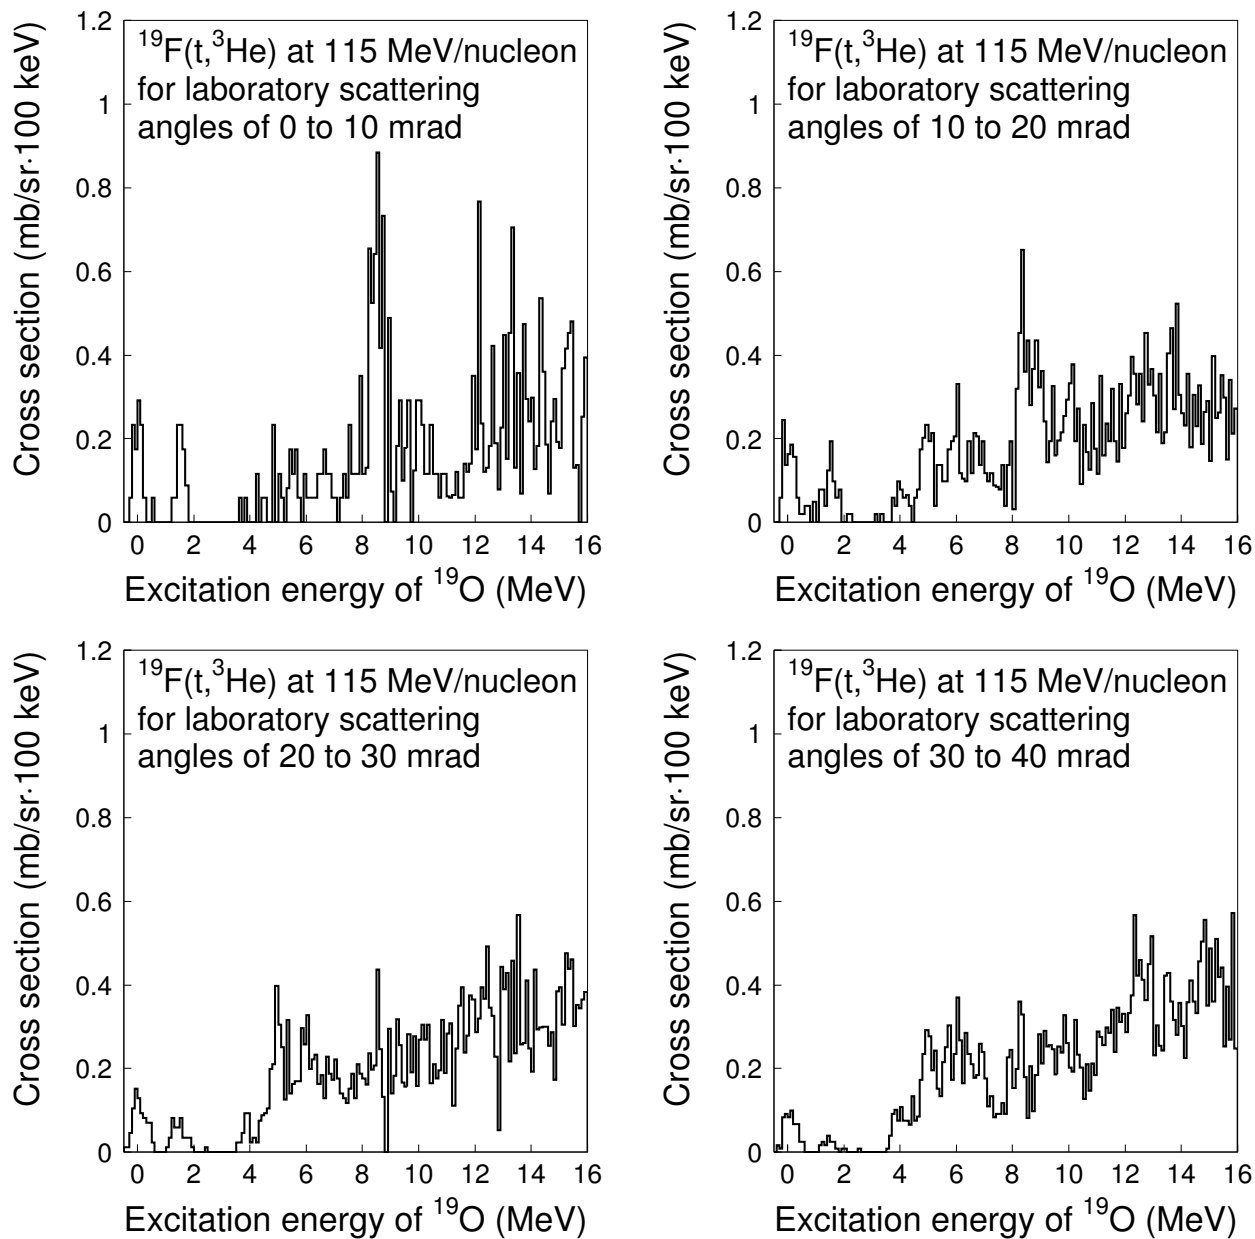 ¹⁹F(t,³He) at 115 MeV/nucleon
for laboratory scattering
angles of 0 to 10 mrad
Cross section (mb/sr·100 keV)
1.2
1
0.8
0.6
0.4
0.2
0
0 2 4 6 8 10 12 14 16
Excitation energy of ¹⁹O (MeV)
¹⁹F(t,³He) at 115 MeV/nucleon
for laboratory scattering
angles of 10 to 20 mrad
Cross section (mb/sr·100 keV)
1.2
1
0.8
0.6
0.4
0.2
0
0 2 4 6 8 10 12 14 16
Excitation energy of ¹⁹O (MeV)
¹⁹F(t,³He) at 115 MeV/nucleon
for laboratory scattering
angles of 20 to 30 mrad
Cross section (mb/sr·100 keV)
1.2
1
0.8
0.6
0.4
0.2
0
0 2 4 6 8 10 12 14 16
Excitation energy of ¹⁹O (MeV)
¹⁹F(t,³He) at 115 MeV/nucleon
for laboratory scattering
angles of 30 to 40 mrad
Cross section (mb/sr·100 keV)
1.2
1
0.8
0.6
0.4
0.2
0
0 2 4 6 8 10 12 14 16
Excitation energy of ¹⁹O (MeV)